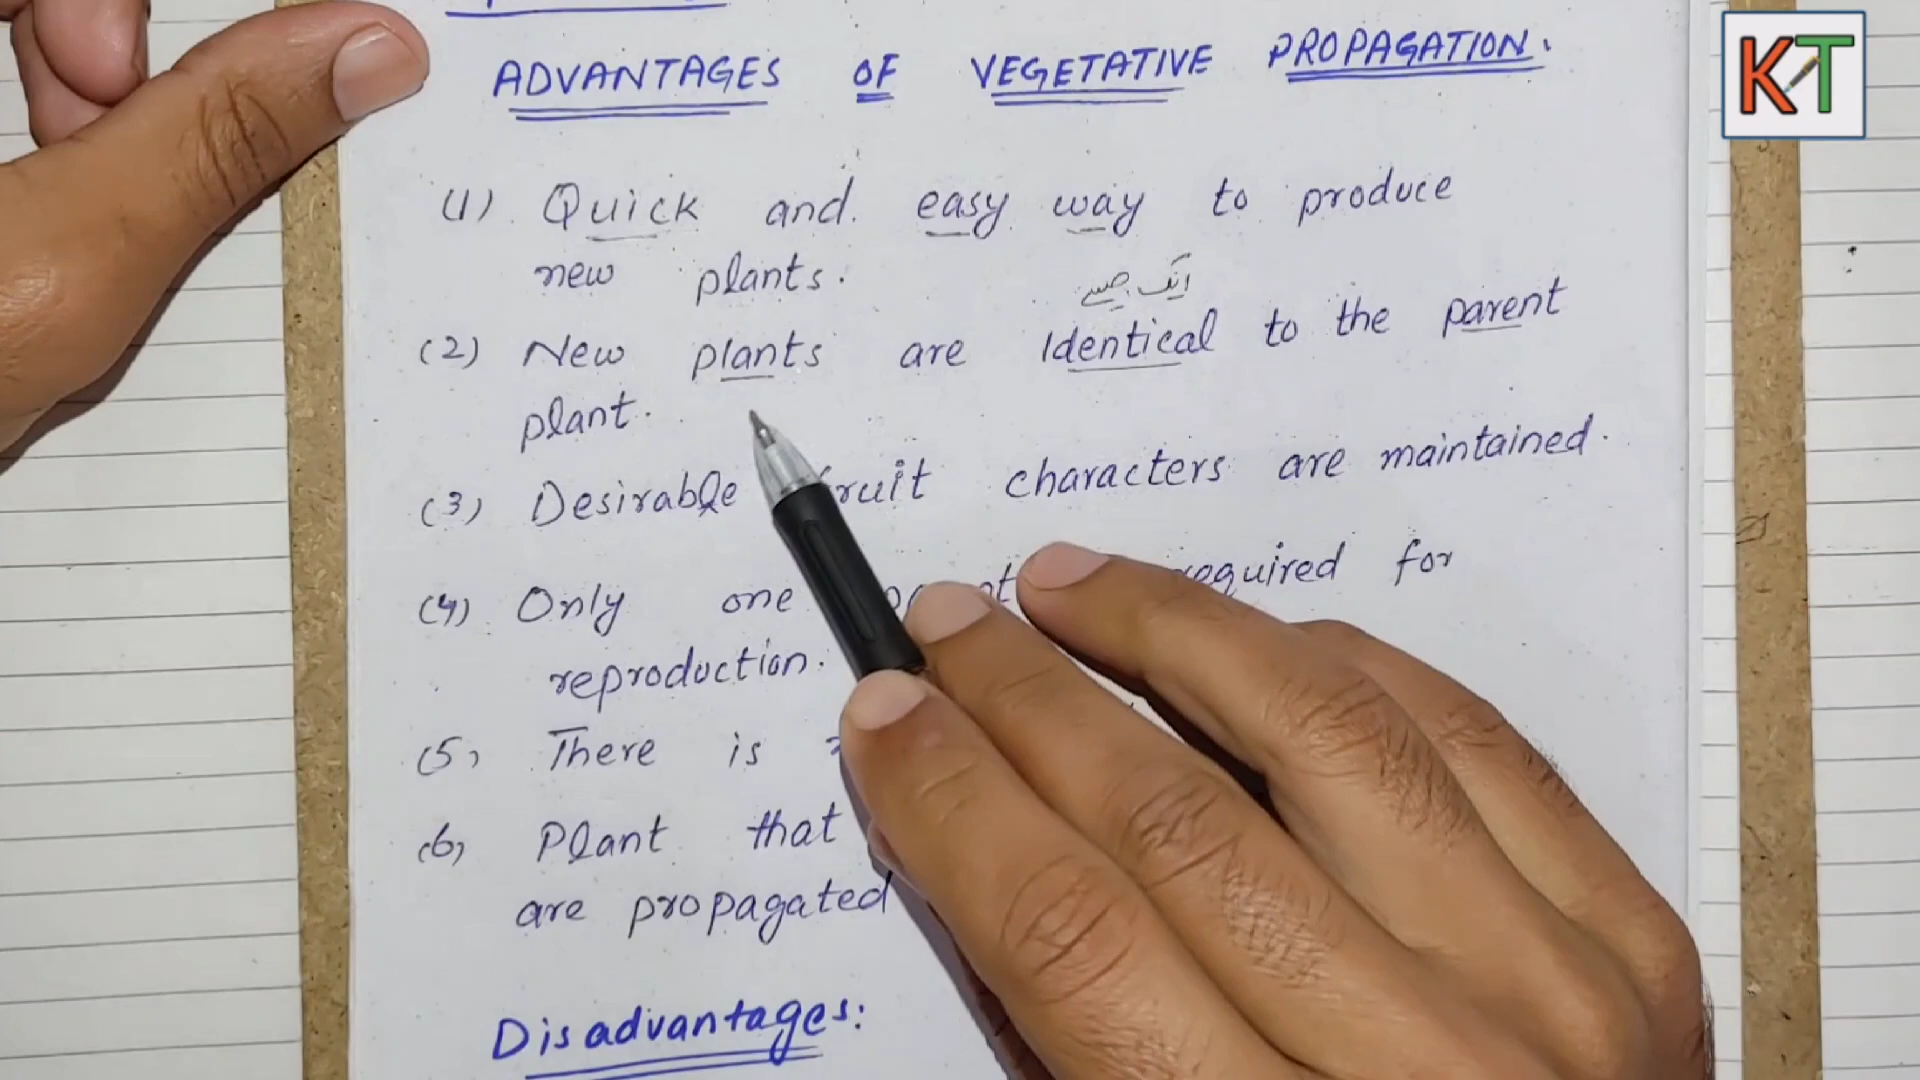 ADVANTAGES OF VEGETATIVE PROPAGATION.
KT
(1) Quick and easy way to produce
new plants.
ایک جیسے
(2) New plants are Identical to the parent
plant.
(3) Desirable fruit characters are maintained.
(4) Only one required for
reproduction.
(5) There is
(6) Plant that
are propagated
Disadvantages: